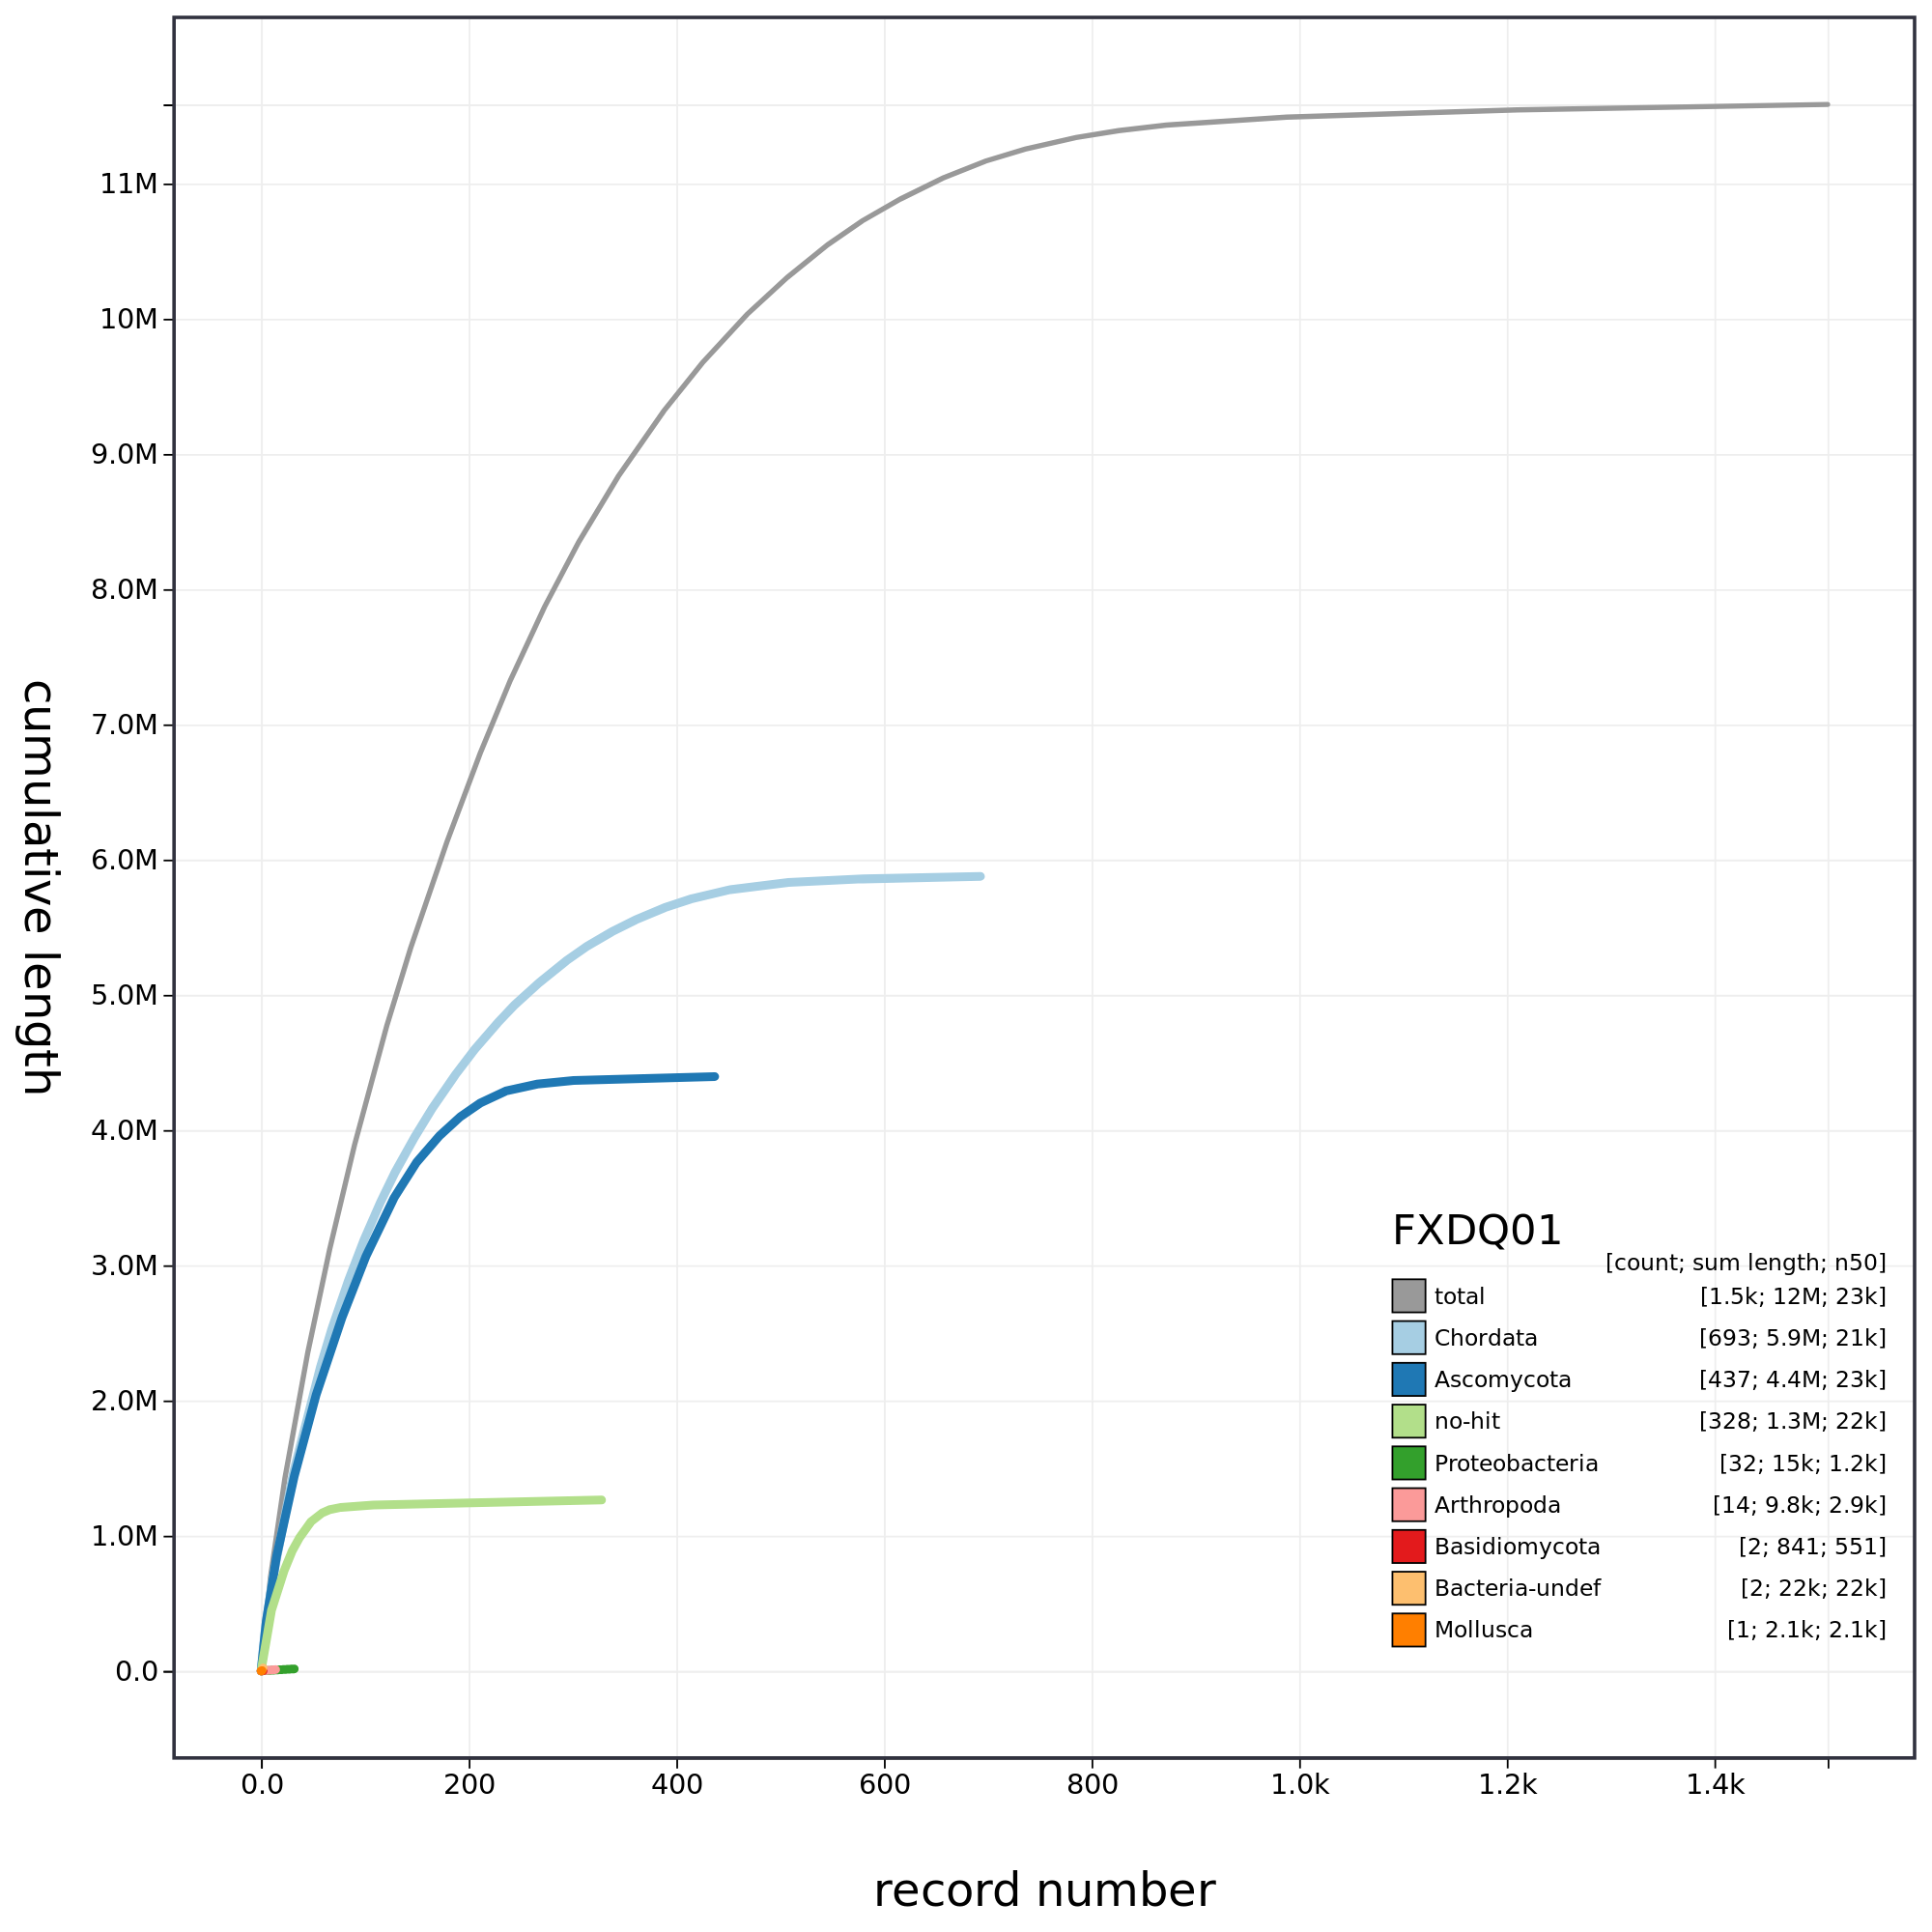 cumulative length
11M
10M
9.0M
8.0M
7.0M
6.0M
5.0M
4.0M
3.0M
2.0M
1.0M
0.0
FXDQ01
[count; sum length; n50]
total [1.5k; 12M; 23k]
Chordata [693; 5.9M; 21k]
Ascomycota [437; 4.4M; 23k]
no-hit [328; 1.3M; 22k]
Proteobacteria [32; 15k; 1.2k]
Arthropoda [14; 9.8k; 2.9k]
Basidiomycota [2; 841; 551]
Bacteria-undef [2; 22k; 22k]
Mollusca [1; 2.1k; 2.1k]
0.0 200 400 600 800 1.0k 1.2k 1.4k
record number